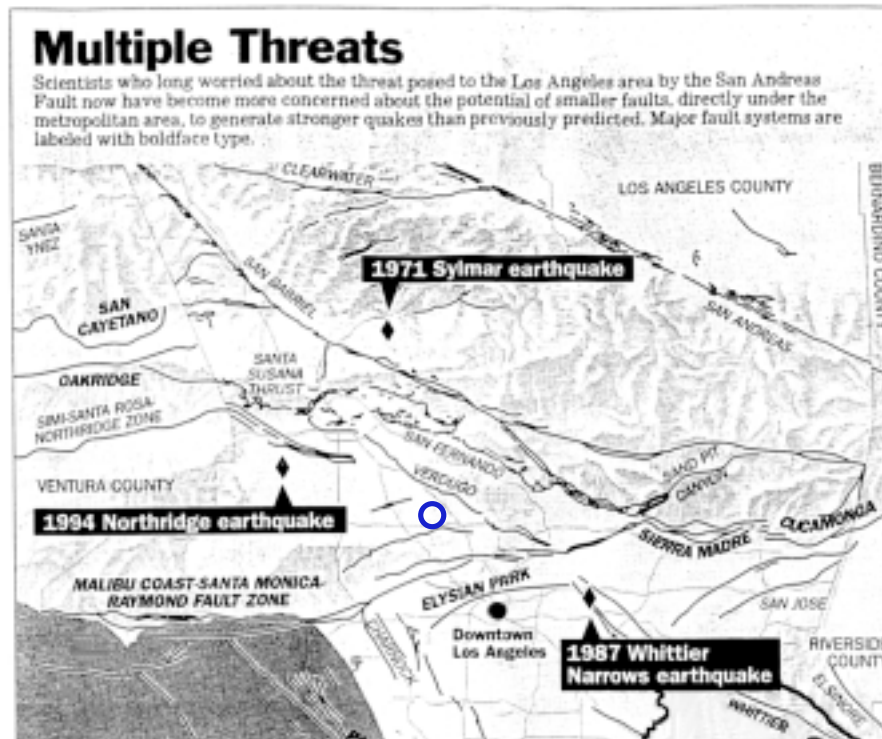 Multiple Threats
Scientists who long worried about the threat posed to the Los Angeles area by the San Andreas
Fault now have become more concerned about the potential of smaller faults, directly under the
metropolitan area, to generate stronger quakes than previously predicted. Major fault systems are
labeled with boldface type.
CLEARWATER
LOS ANGELES COUNTY
BERNARDINO COUNTY
SANTA
YNEZ
1971 Sylmar earthquake
SAN GABRIEL
SAN ANDREAS
SAN
CAYETANO
SANTA
SUSANA
THRUST
OAKRIDGE
SIMI-SANTA ROSA-
NORTHRIDGE ZONE
SAN FERNANDO
VERDUGO
SAND PIT
CANYON
VENTURA COUNTY
1994 Northridge earthquake
CUCAMONGA
SIERRA MADRE
MALIBU COAST-SANTA MONICA-
RAYMOND FAULT ZONE
ELYSIAN PARK
SAN JOSE
Downtown
Los Angeles
1987 Whittier
Narrows earthquake
RIVERSIDE
COUNTY
ELSINORE
WHITTIER